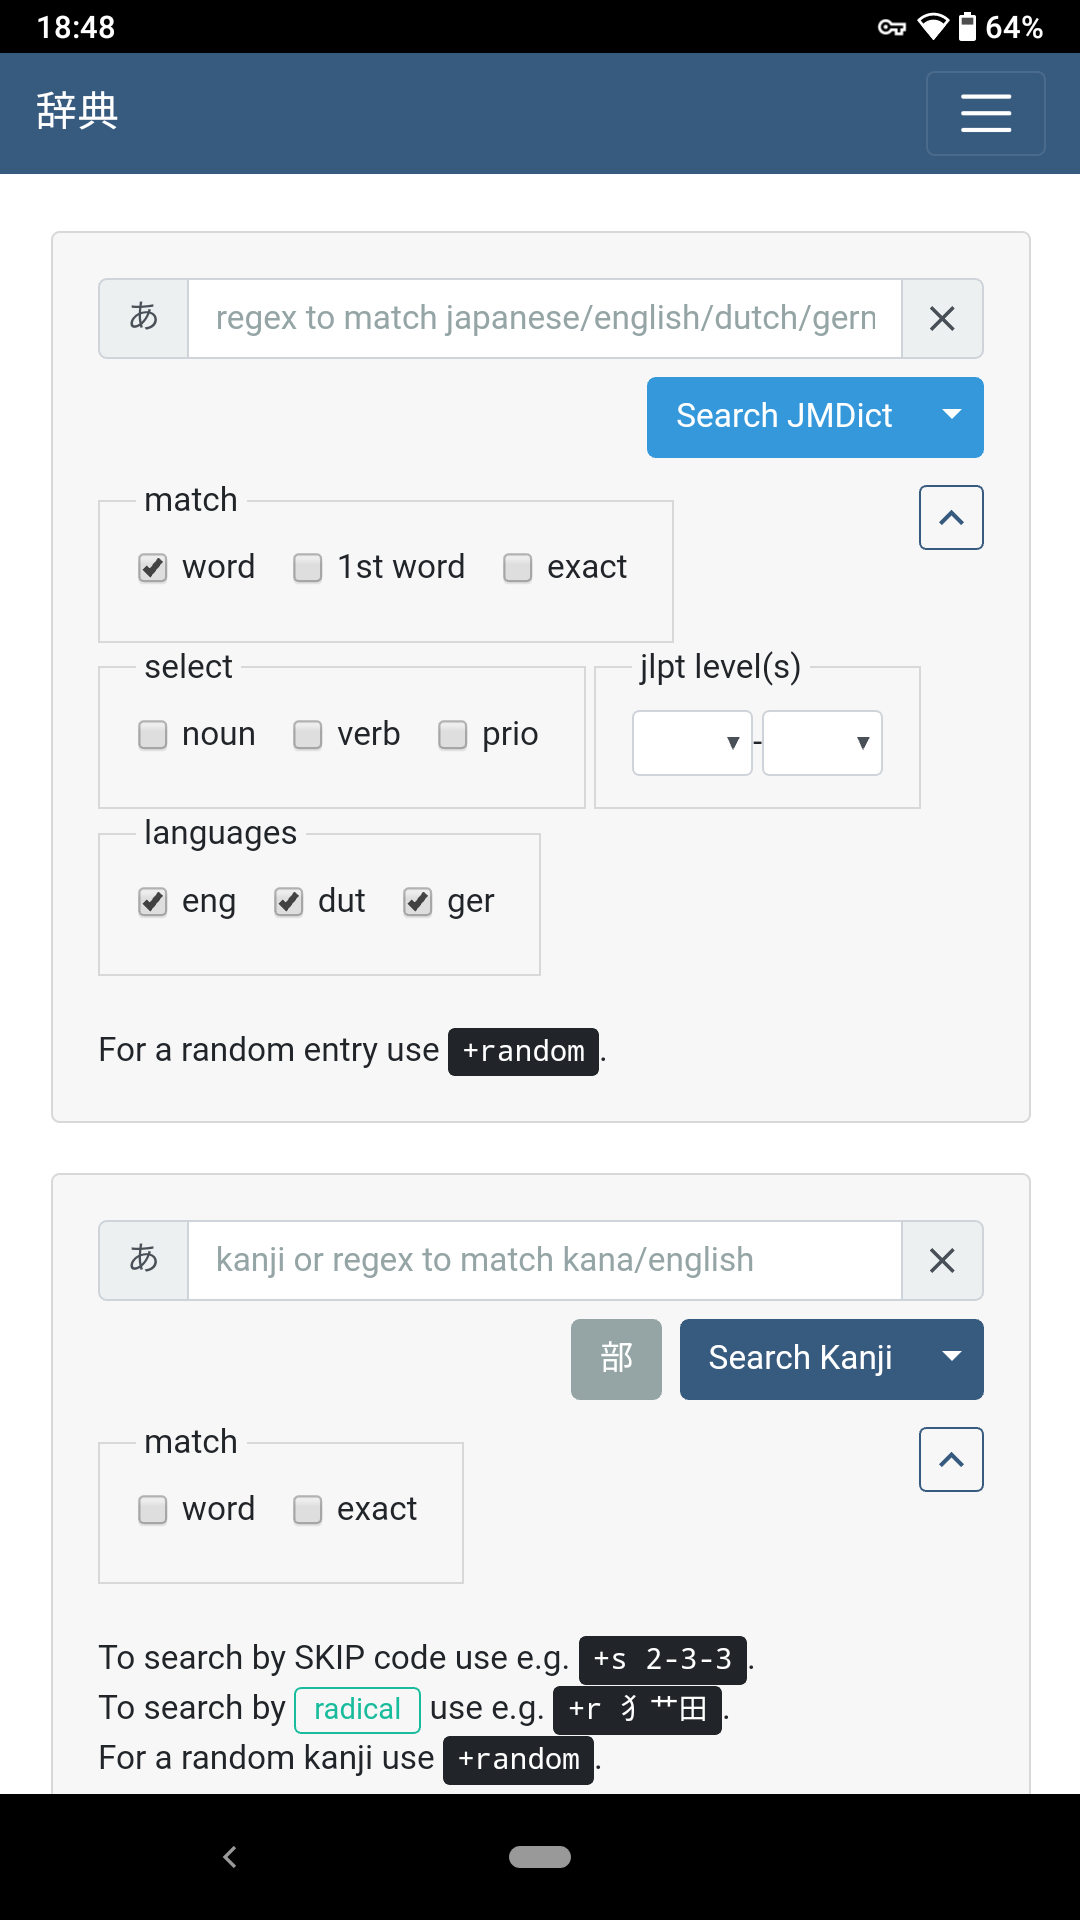 18:48 64%
辞典
あ regex to match japanese/english/dutch/germ
Search JMDict
match
word 1st word exact
select jlpt level(s)
noun verb prio -
languages
eng dut ger
For a random entry use +random.
あ kanji or regex to match kana/english
部 Search Kanji
match
word exact
To search by SKIP code use e.g. +s 2-3-3.
To search by radical use e.g. +r 犭艹田.
For a random kanji use +random.